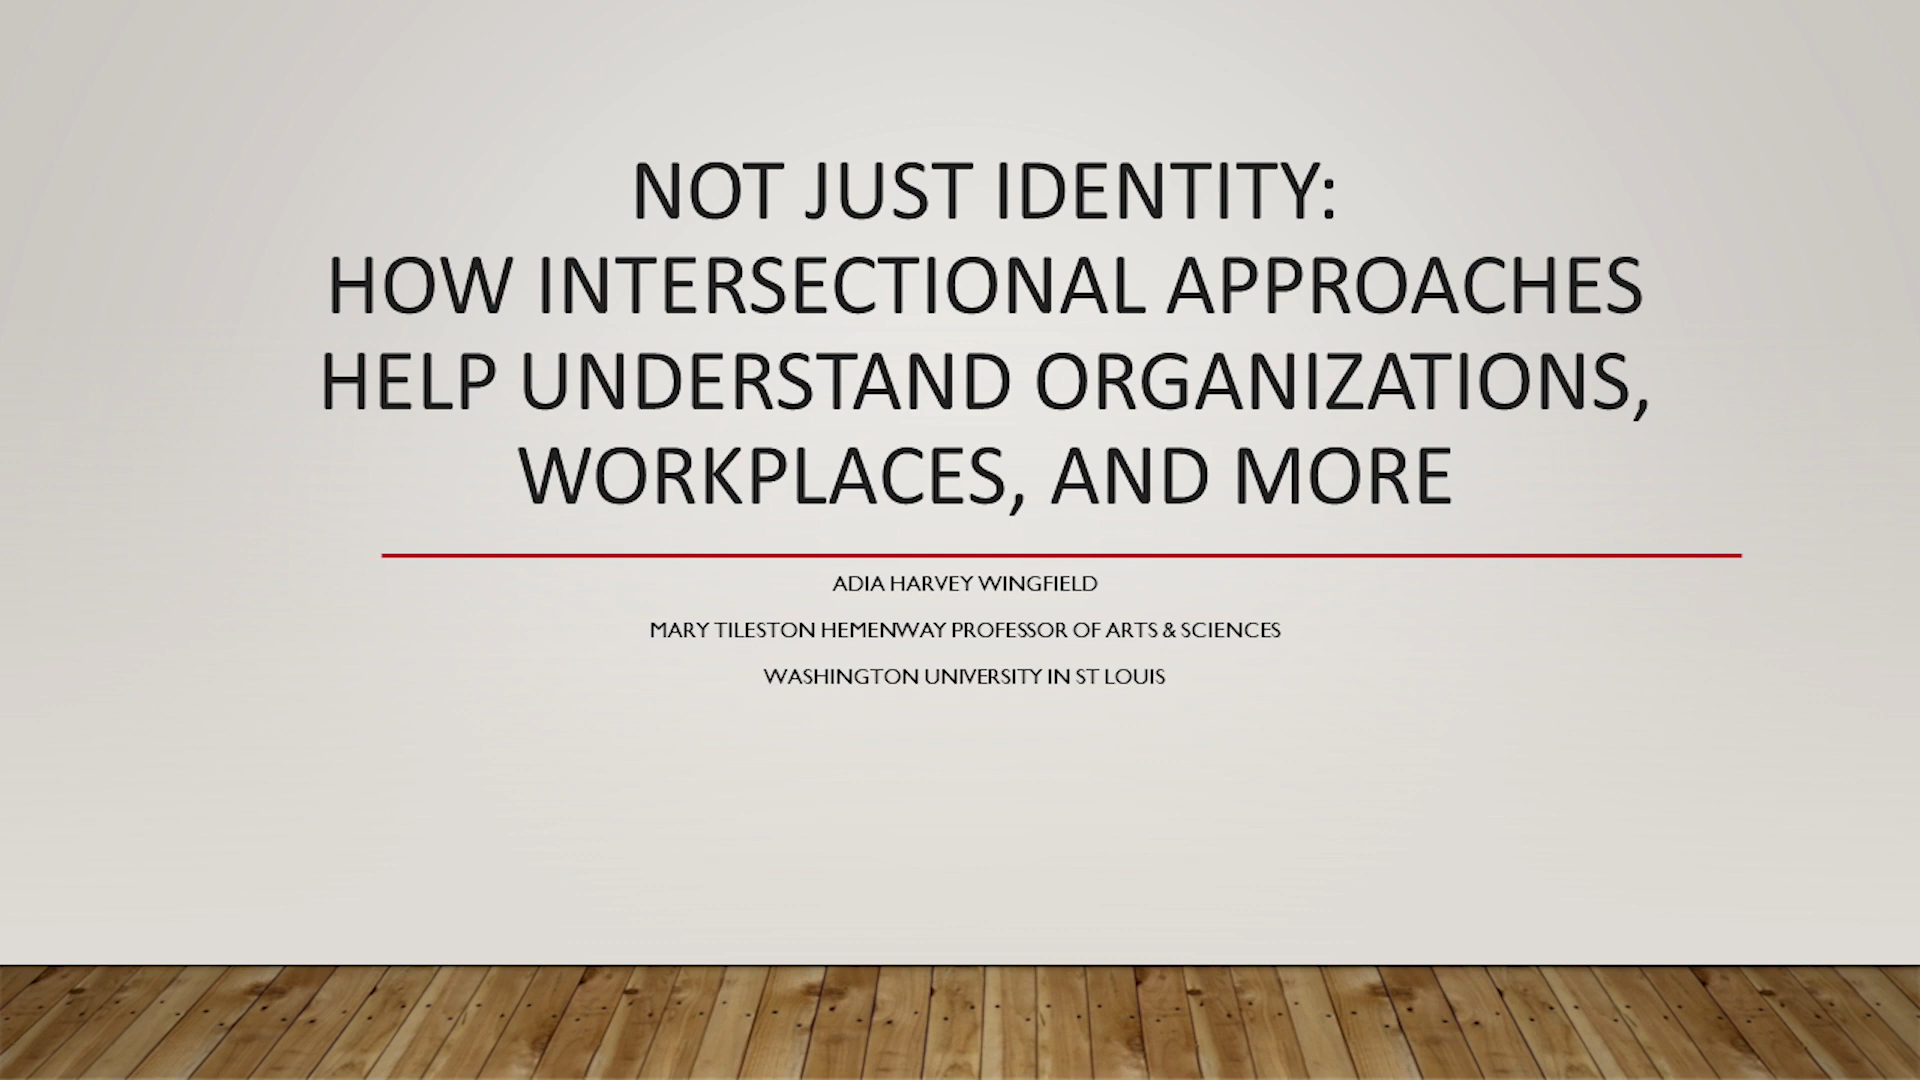 NOT JUST IDENTITY:
HOW INTERSECTIONAL APPROACHES
HELP UNDERSTAND ORGANIZATIONS,
WORKPLACES, AND MORE
ADIA HARVEY WINGFIELD
MARY TILESTON HEMENWAY PROFESSOR OF ARTS & SCIENCES
WASHINGTON UNIVERSITY IN ST LOUIS